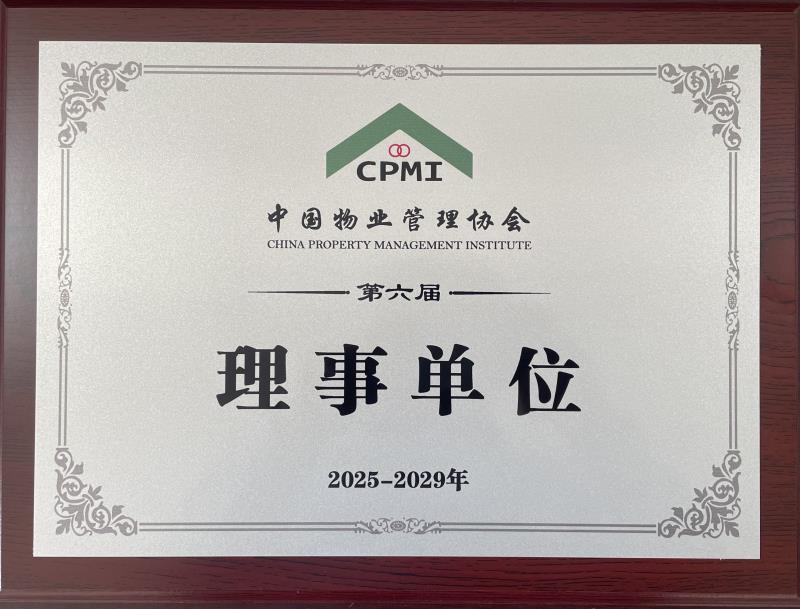 CPMI
中国物业管理协会
CHINA PROPERTY MANAGEMENT INSTITUTE
第六届
理事单位
2025-2029年